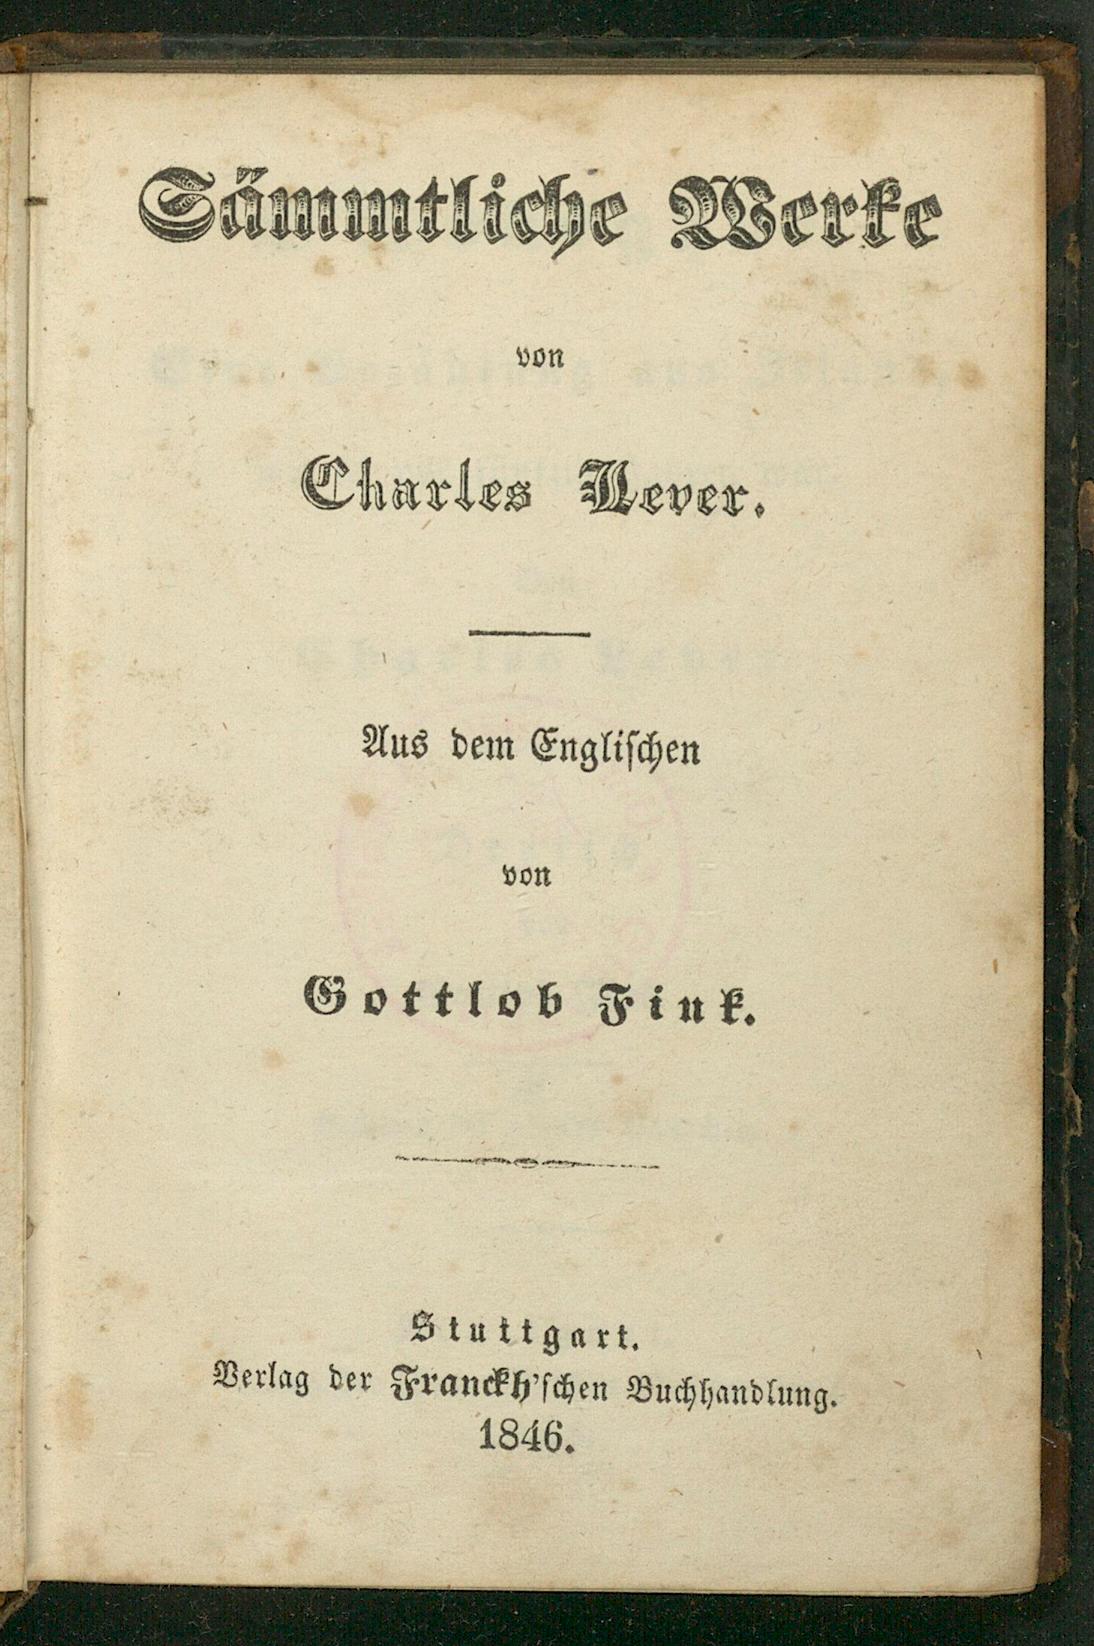 Sämmtliche Werke
von
Charles Lever.
Aus dem Engliſchen
von
Gottlob Fink.
Stuttgart.
Verlag der Franckh'ſchen Buchhandlung.
1846.